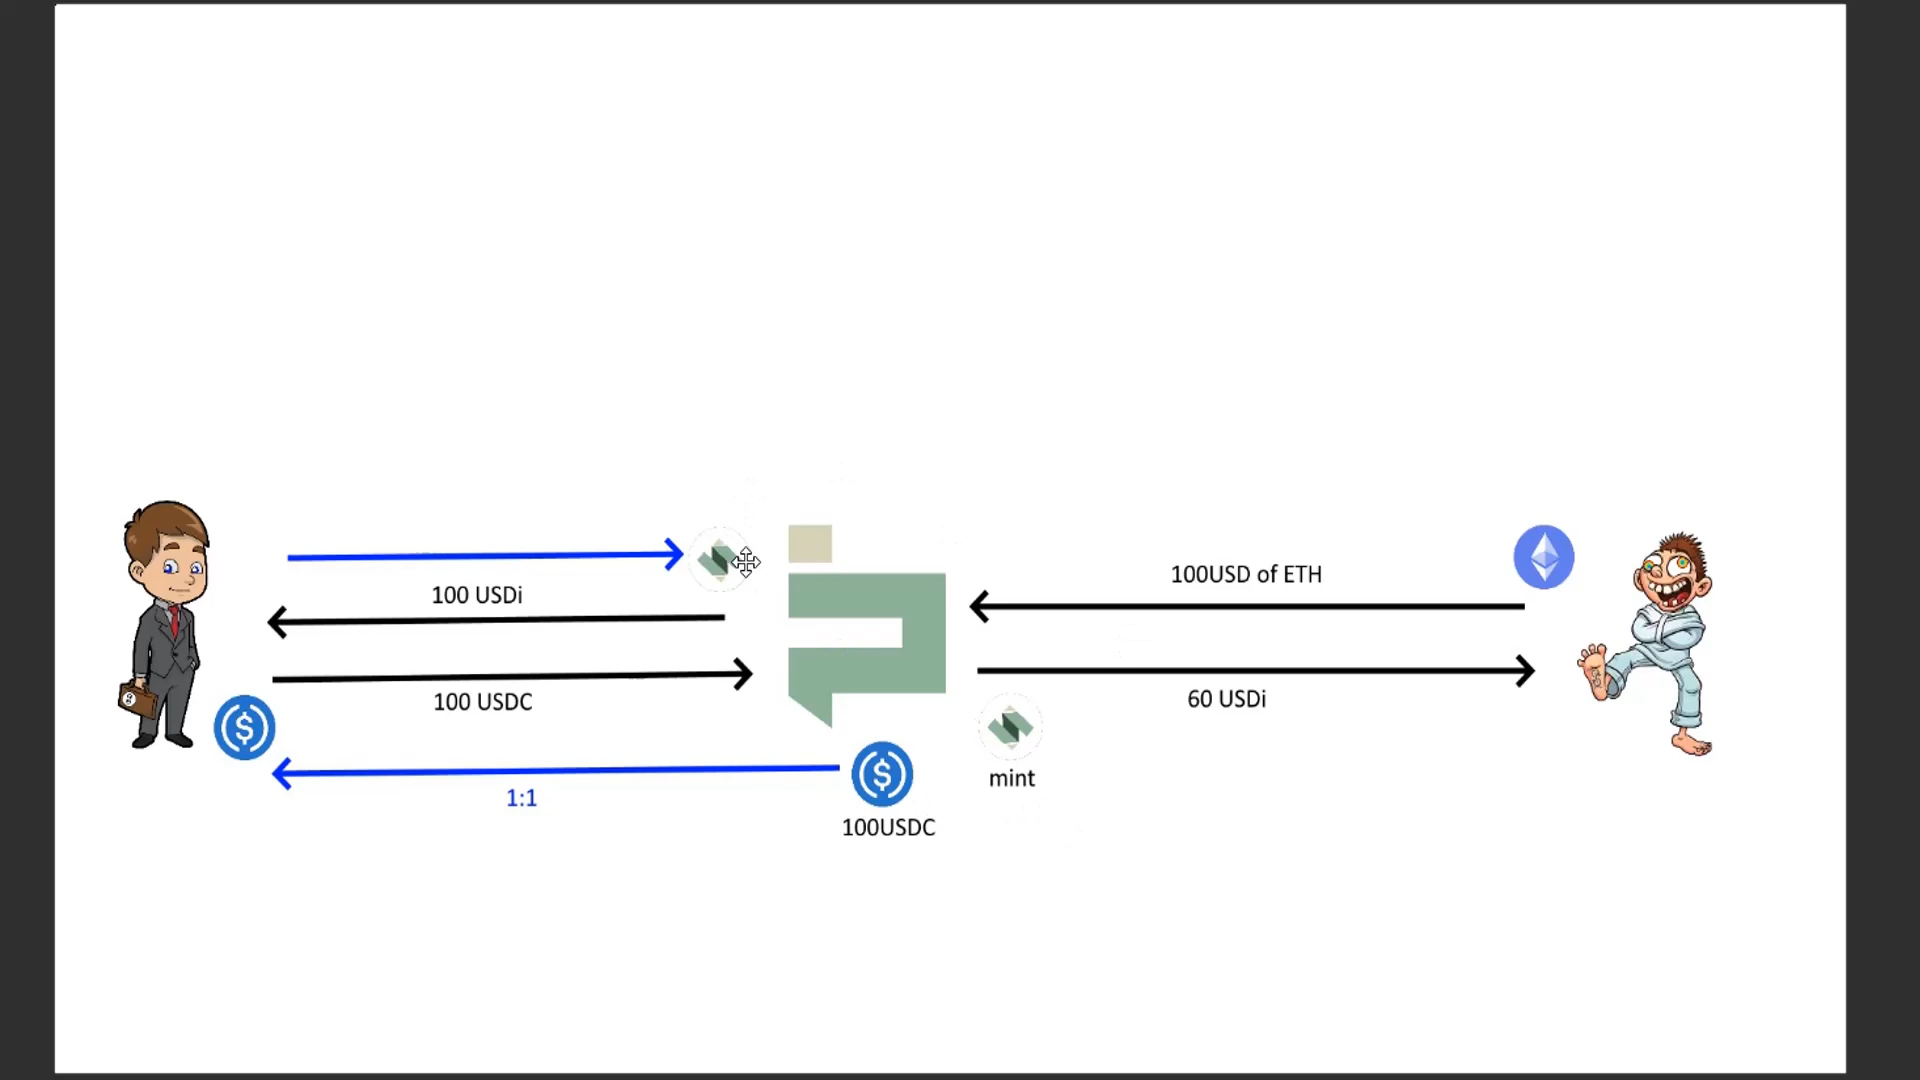 100 USDi
100 USDC
1:1
100USDC
mint
100USD of ETH
60 USDi